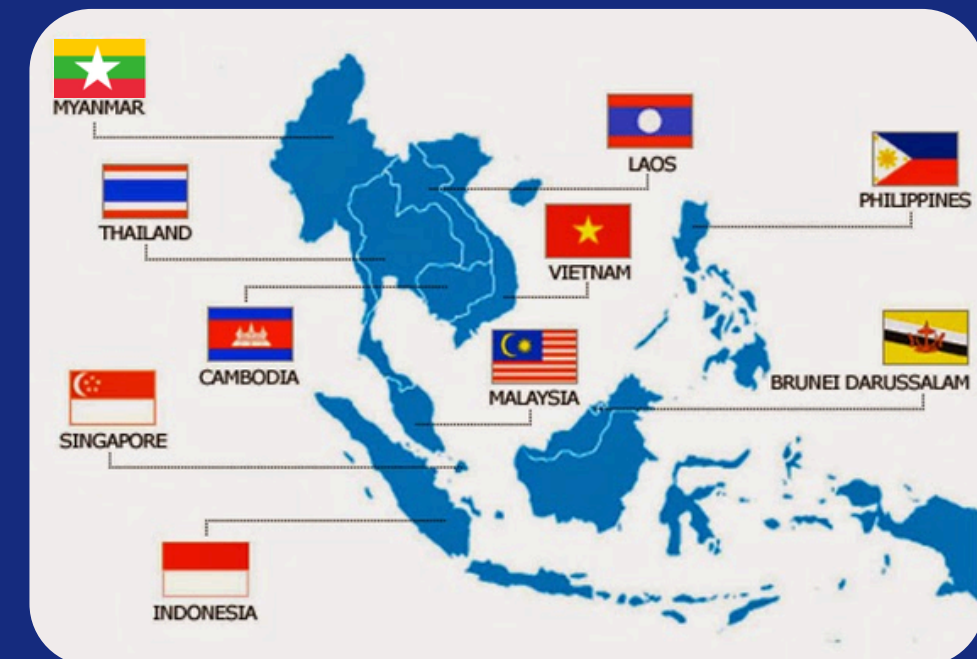 MYANMAR
LAOS
PHILIPPINES
THAILAND
VIETNAM
CAMBODIA
MALAYSIA
BRUNEI DARUSSALAM
SINGAPORE
INDONESIA